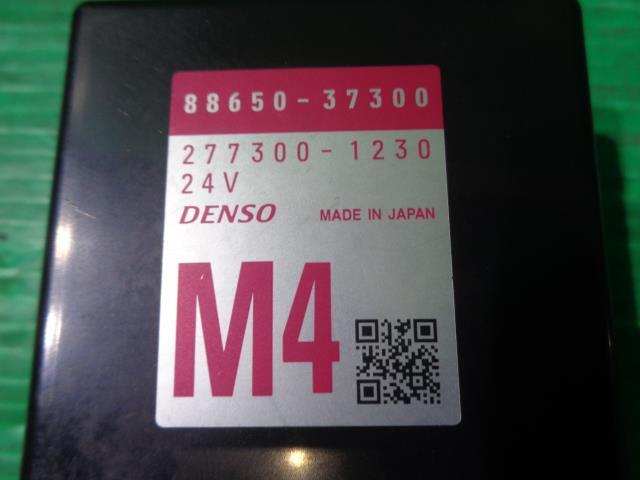 88650-37300
277300-1230
24V
DENSO MADE IN JAPAN
M4